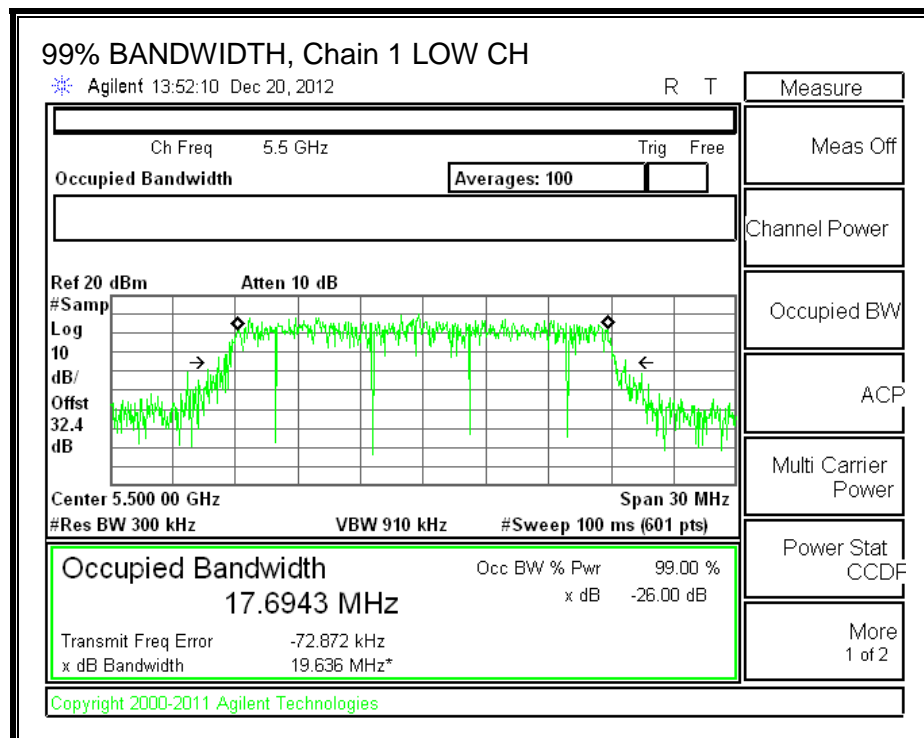 99% BANDWIDTH, Chain 1 LOW CH
Agilent 13:52:10 Dec 20, 2012 R T
Measure
Ch Freq 5.5 GHz Trig Free
Occupied Bandwidth Averages: 100
Ref 20 dBm Atten 10 dB
#Samp
Log
10
dB/
Offst
32.4
dB
Center 5.500 00 GHz Span 30 MHz
#Res BW 300 kHz VBW 910 kHz #Sweep 100 ms (601 pts)
Occupied Bandwidth
17.6943 MHz
Occ BW % Pwr 99.00 %
x dB -26.00 dB
Transmit Freq Error -72.872 kHz
x dB Bandwidth 19.636 MHz*
Meas Off
Channel Power
Occupied BW
ACP
Multi Carrier
Power
Power Stat
CCDF
More
1 of 2
Copyright 2000-2011 Agilent Technologies